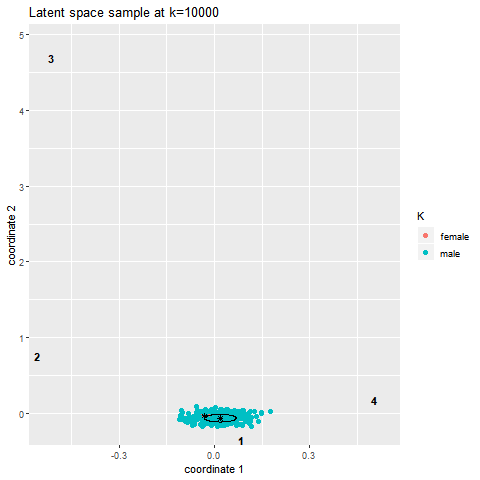 Latent space sample at k=10000
5
4
3
2
1
0
coordinate 2
3
2
4
1
-0.3
0.0
0.3
coordinate 1
K
female
male